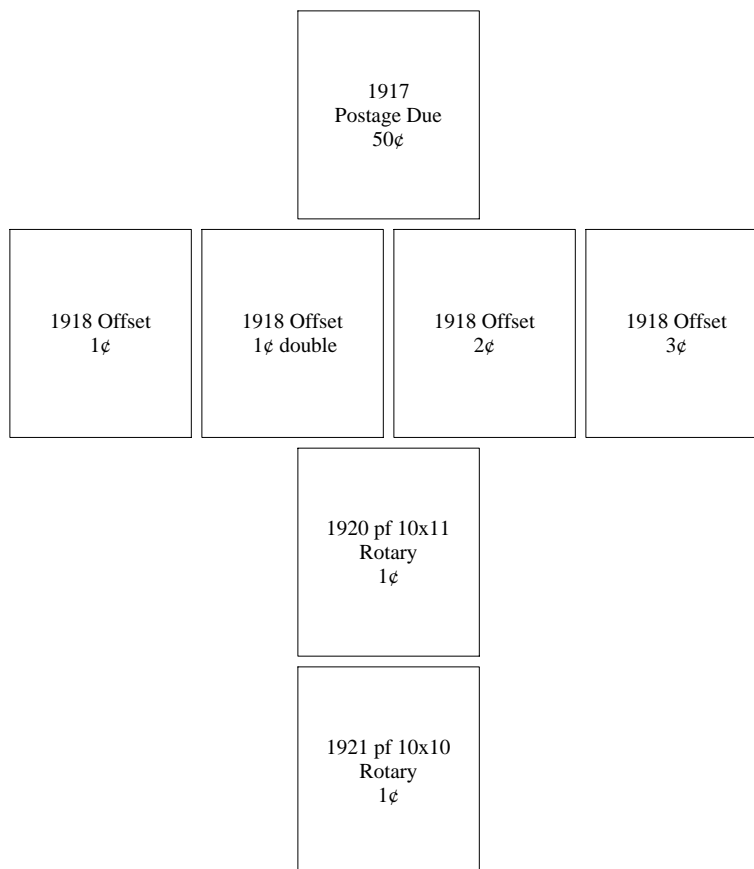 1917
Postage Due
50¢
1918 Offset
1¢
1918 Offset
1¢ double
1918 Offset
2¢
1918 Offset
3¢
1920 pf 10x11
Rotary
1¢
1921 pf 10x10
Rotary
1¢